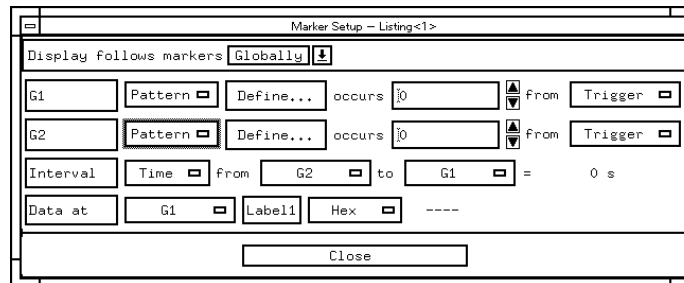 Marker Setup — Listing<1>
Display follows markers Globally
G1 Pattern Define... occurs 0 from Trigger
G2 Pattern Define... occurs 0 from Trigger
Interval Time from G2 to G1 = 0 s
Data at G1 Label1 Hex ----
Close